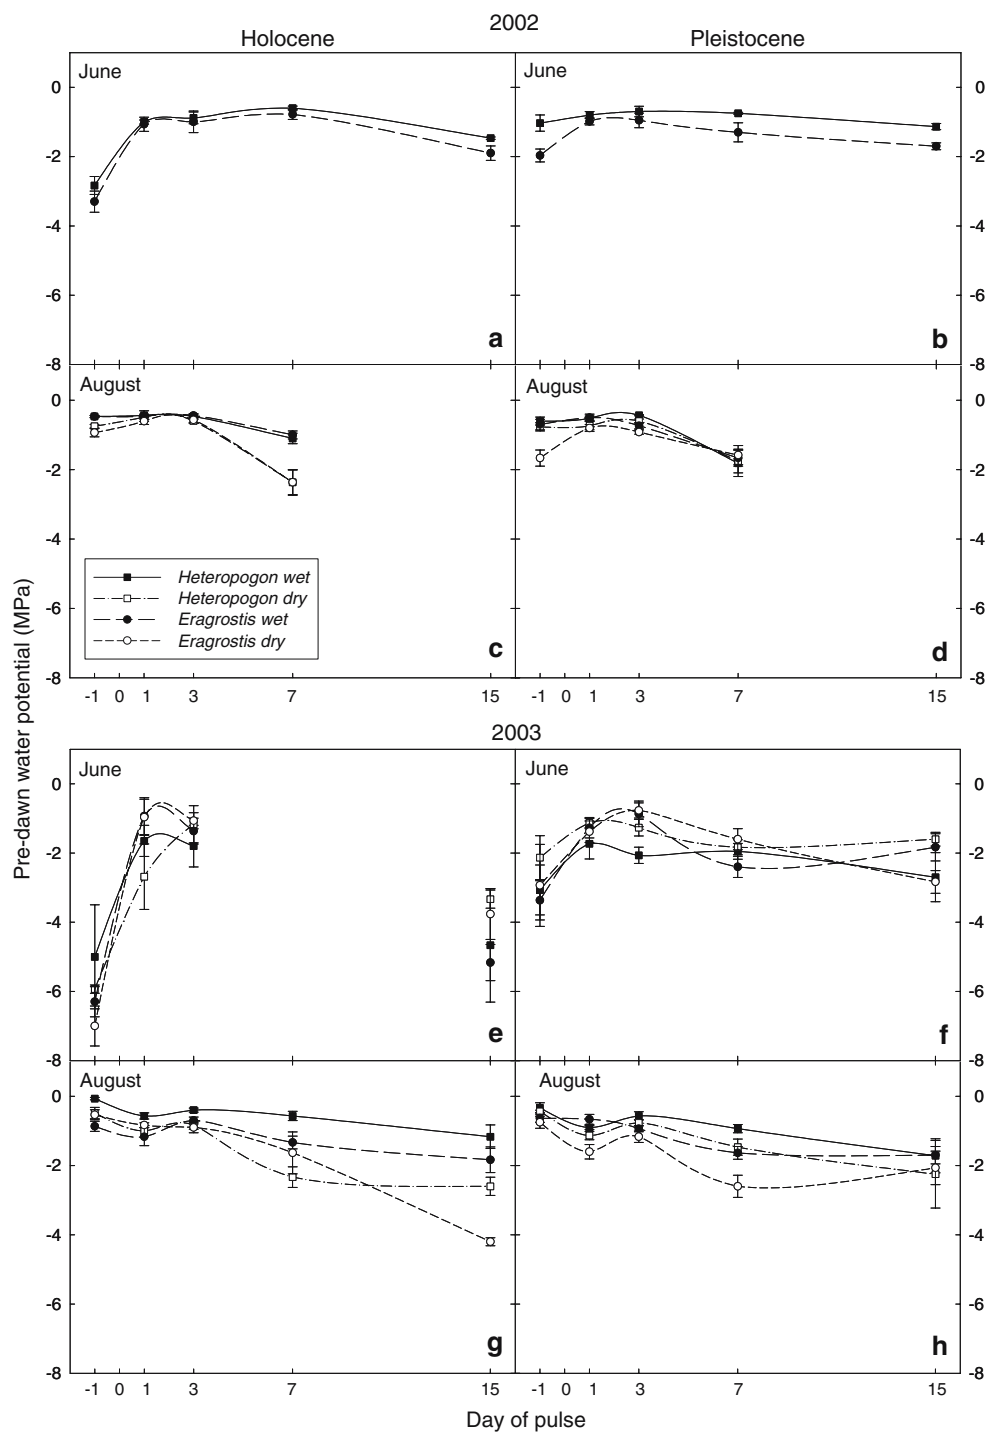 2002
Holocene Pleistocene
June June
0 0
-2 -2
-4 -4
-6 -6
a b
-8 -8
August August
0 0
-2 -2
-4 -4
Heteropogon wet
Heteropogon dry
Eragrostis wet
Eragrostis dry
-6 -6
c d
-8 -8
-1 0 1 3 7 15 -1 0 1 3 7 15
Pre-dawn water potential (MPa)
2003
June June
0 0
-2 -2
-4 -4
-6 -6
e f
-8 -8
August August
0 0
-2 -2
-4 -4
-6 -6
g h
-8 -8
-1 0 1 3 7 15 -1 0 1 3 7 15
Day of pulse